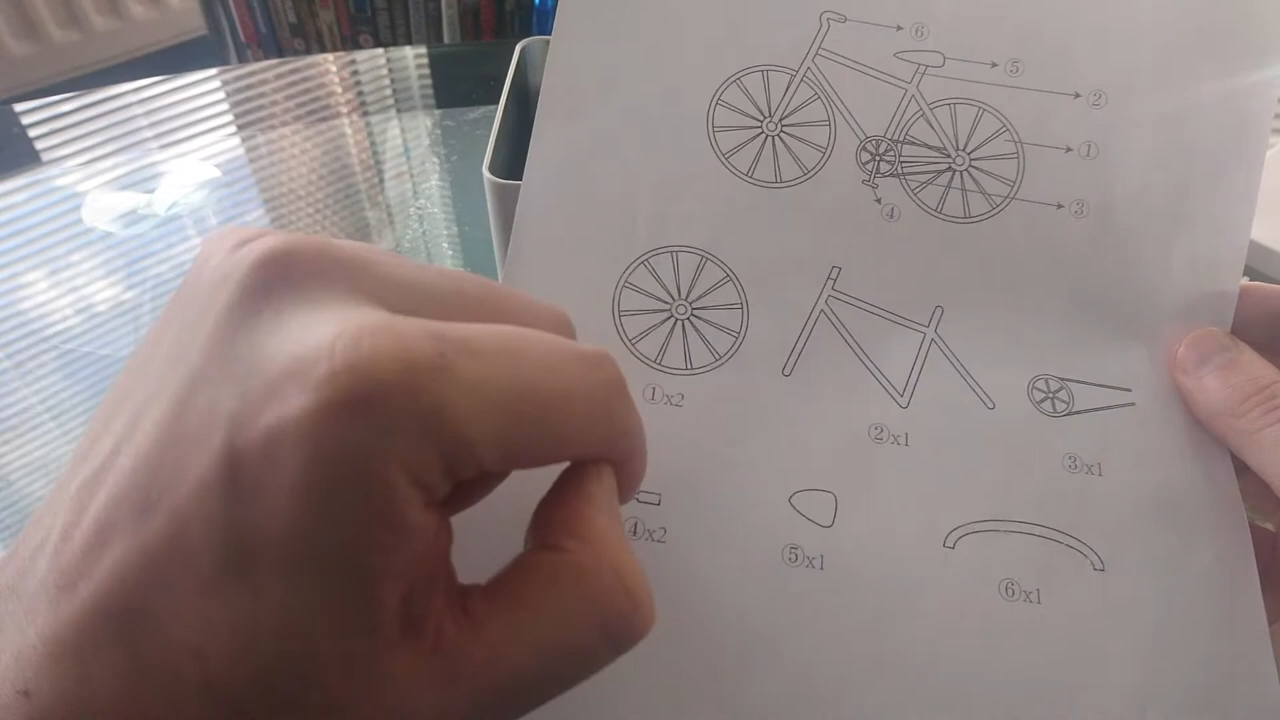 ⑥
⑤
②
①
③
④
①x2
②x1
③x1
④x2
⑤x1
⑥x1